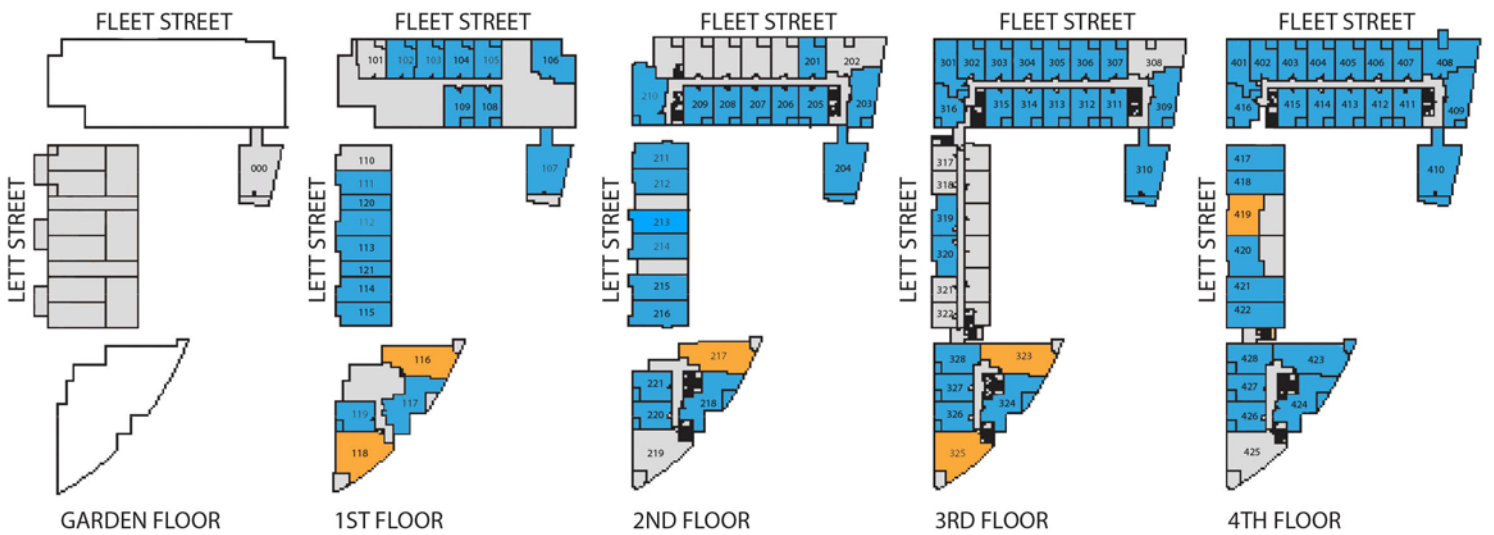 FLEET STREET
000
LETT STREET
GARDEN FLOOR
FLEET STREET
101 102 103 104 105 106
109 108
107
110
111
120
112
113
121
114
115
LETT STREET
116
117
119
118
1ST FLOOR
FLEET STREET
201 202
210 209 208 207 206 205 203
204
211
212
213
214
215
216
LETT STREET
217
221
218
220
219
2ND FLOOR
FLEET STREET
301 302 303 304 305 306 307 308
316 315 314 313 312 311 309
310
317
318
319
320
321
322
LETT STREET
328 323
327
324
326
325
3RD FLOOR
FLEET STREET
401 402 403 404 405 406 407 408
416 415 414 413 412 411 409
410
417
418
419
420
421
422
LETT STREET
428 423
427
424
426
425
4TH FLOOR